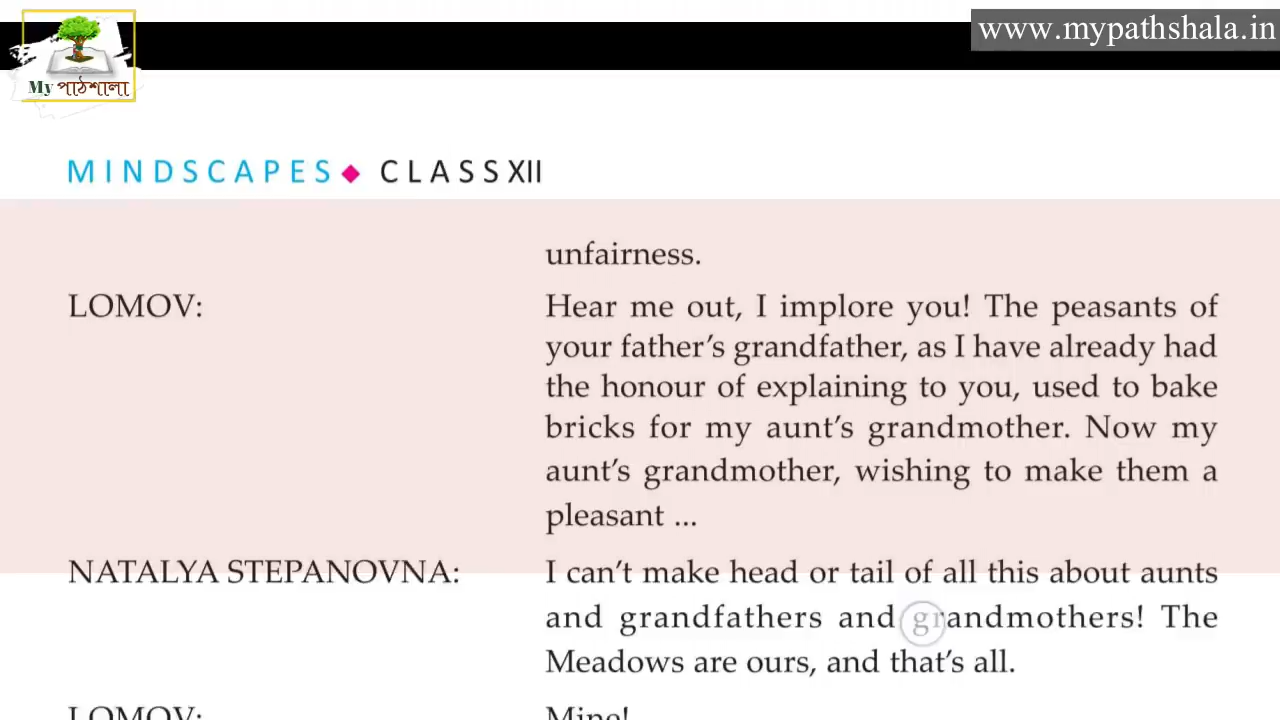 www.mypathshala.in
My পাঠশালা
MINDSCAPES CLASS XII
unfairness.
LOMOV: Hear me out, I implore you! The peasants of
your father's grandfather, as I have already had
the honour of explaining to you, used to bake
bricks for my aunt's grandmother. Now my
aunt's grandmother, wishing to make them a
pleasant ...
NATALYA STEPANOVNA: I can't make head or tail of all this about aunts
and grandfathers and grandmothers! The
Meadows are ours, and that's all.
LOMOV: Mine!